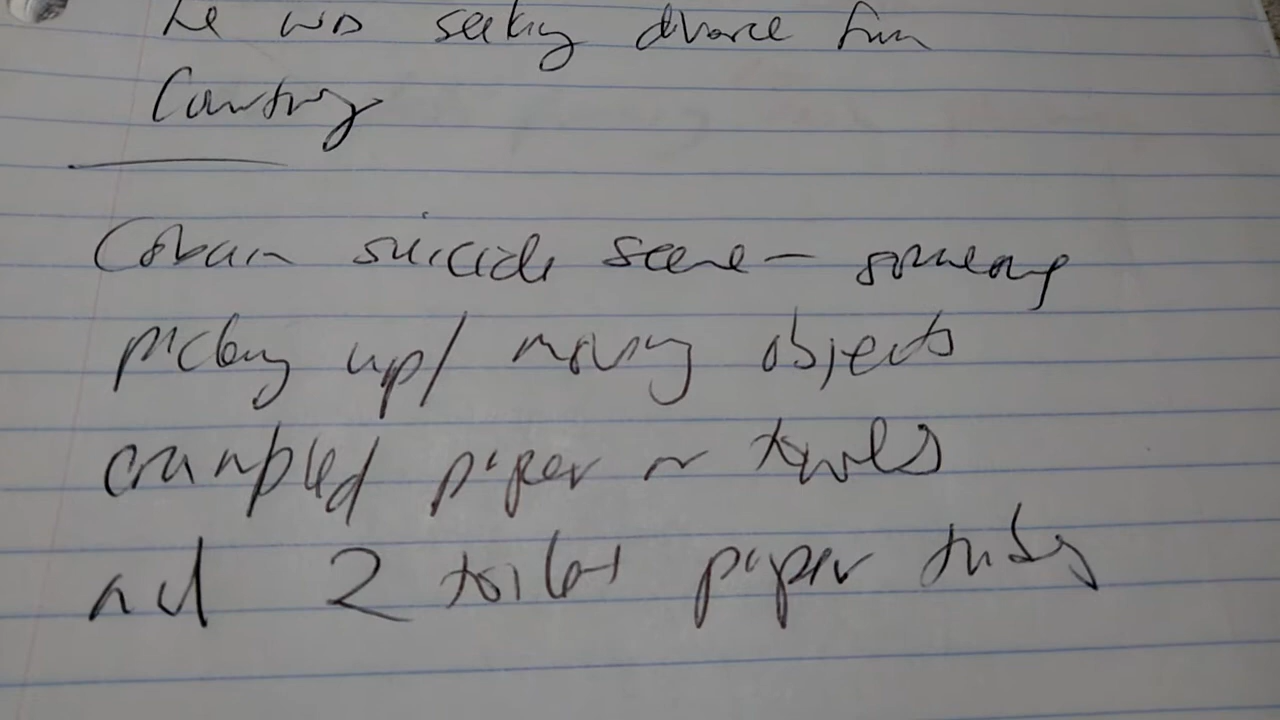 he was seeking divorce from
Courtney
Cobain suicide scene - someone
picking up/ moving objects
crumpled paper or towels
and 2 toilet paper tubes